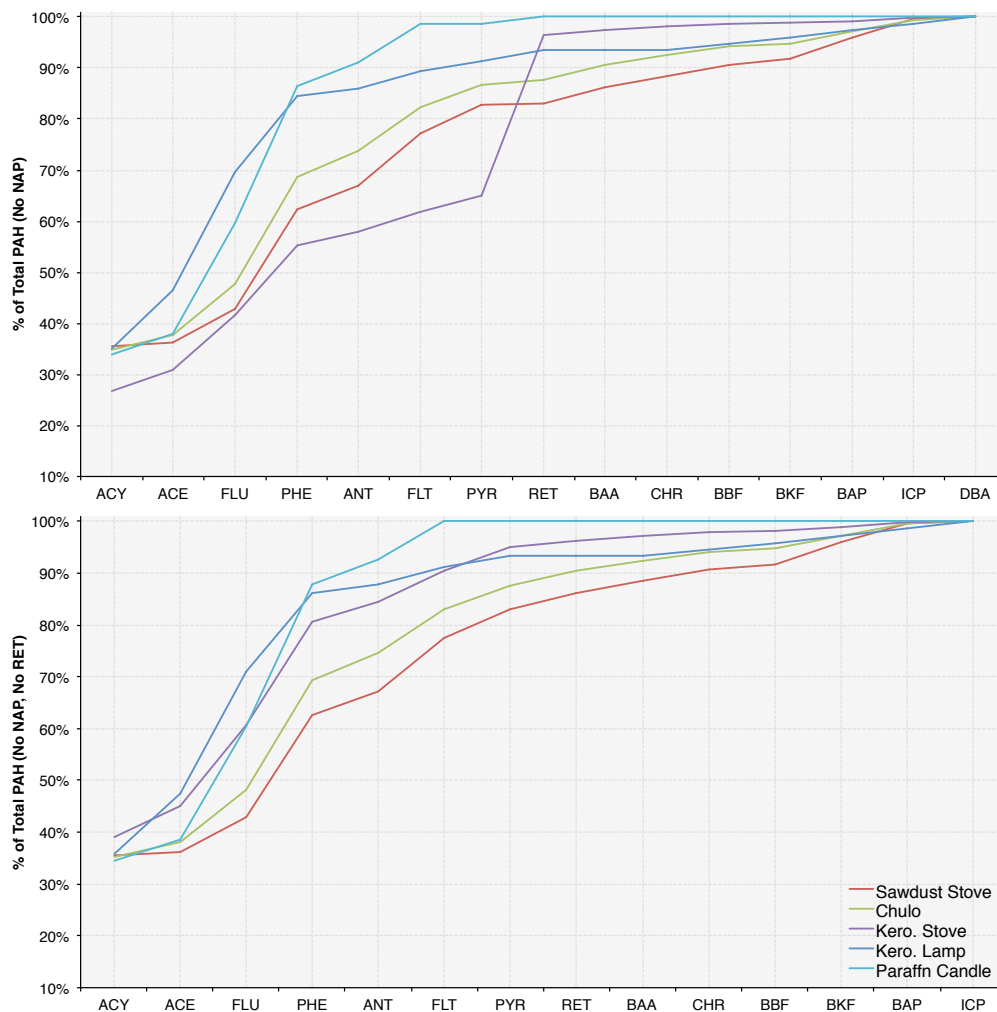 % of Total PAH (No NAP)
100%
90%
80%
70%
60%
50%
40%
30%
20%
10%
ACY ACE FLU PHE ANT FLT PYR RET BAA CHR BBF BKF BAP ICP DBA
% of Total PAH (No NAP, No RET)
100%
90%
80%
70%
60%
50%
40%
30%
20%
10%
Sawdust Stove
Chulo
Kero. Stove
Kero. Lamp
Paraffn Candle
ACY ACE FLU PHE ANT FLT PYR RET BAA CHR BBF BKF BAP ICP